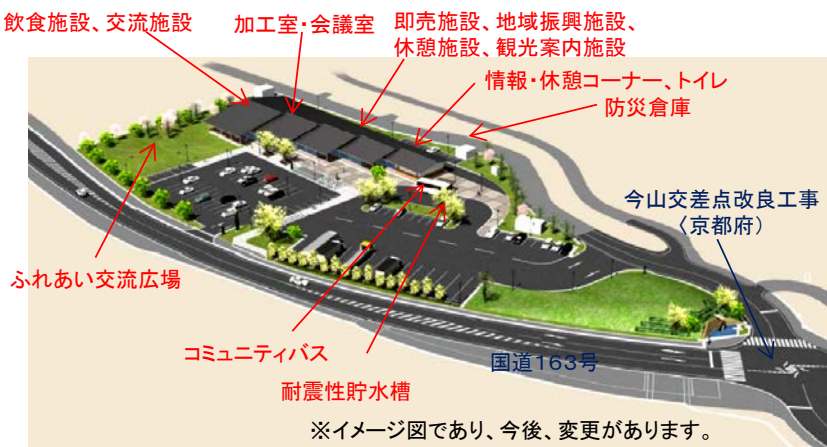 飲食施設、交流施設
加工室・会議室
即売施設、地域振興施設、
休憩施設、観光案内施設
情報・休憩コーナー、トイレ
防災倉庫
今山交差点改良工事
（京都府）
ふれあい交流広場
コミュニティバス
国道163号
耐震性貯水槽
※イメージ図であり、今後、変更があります。